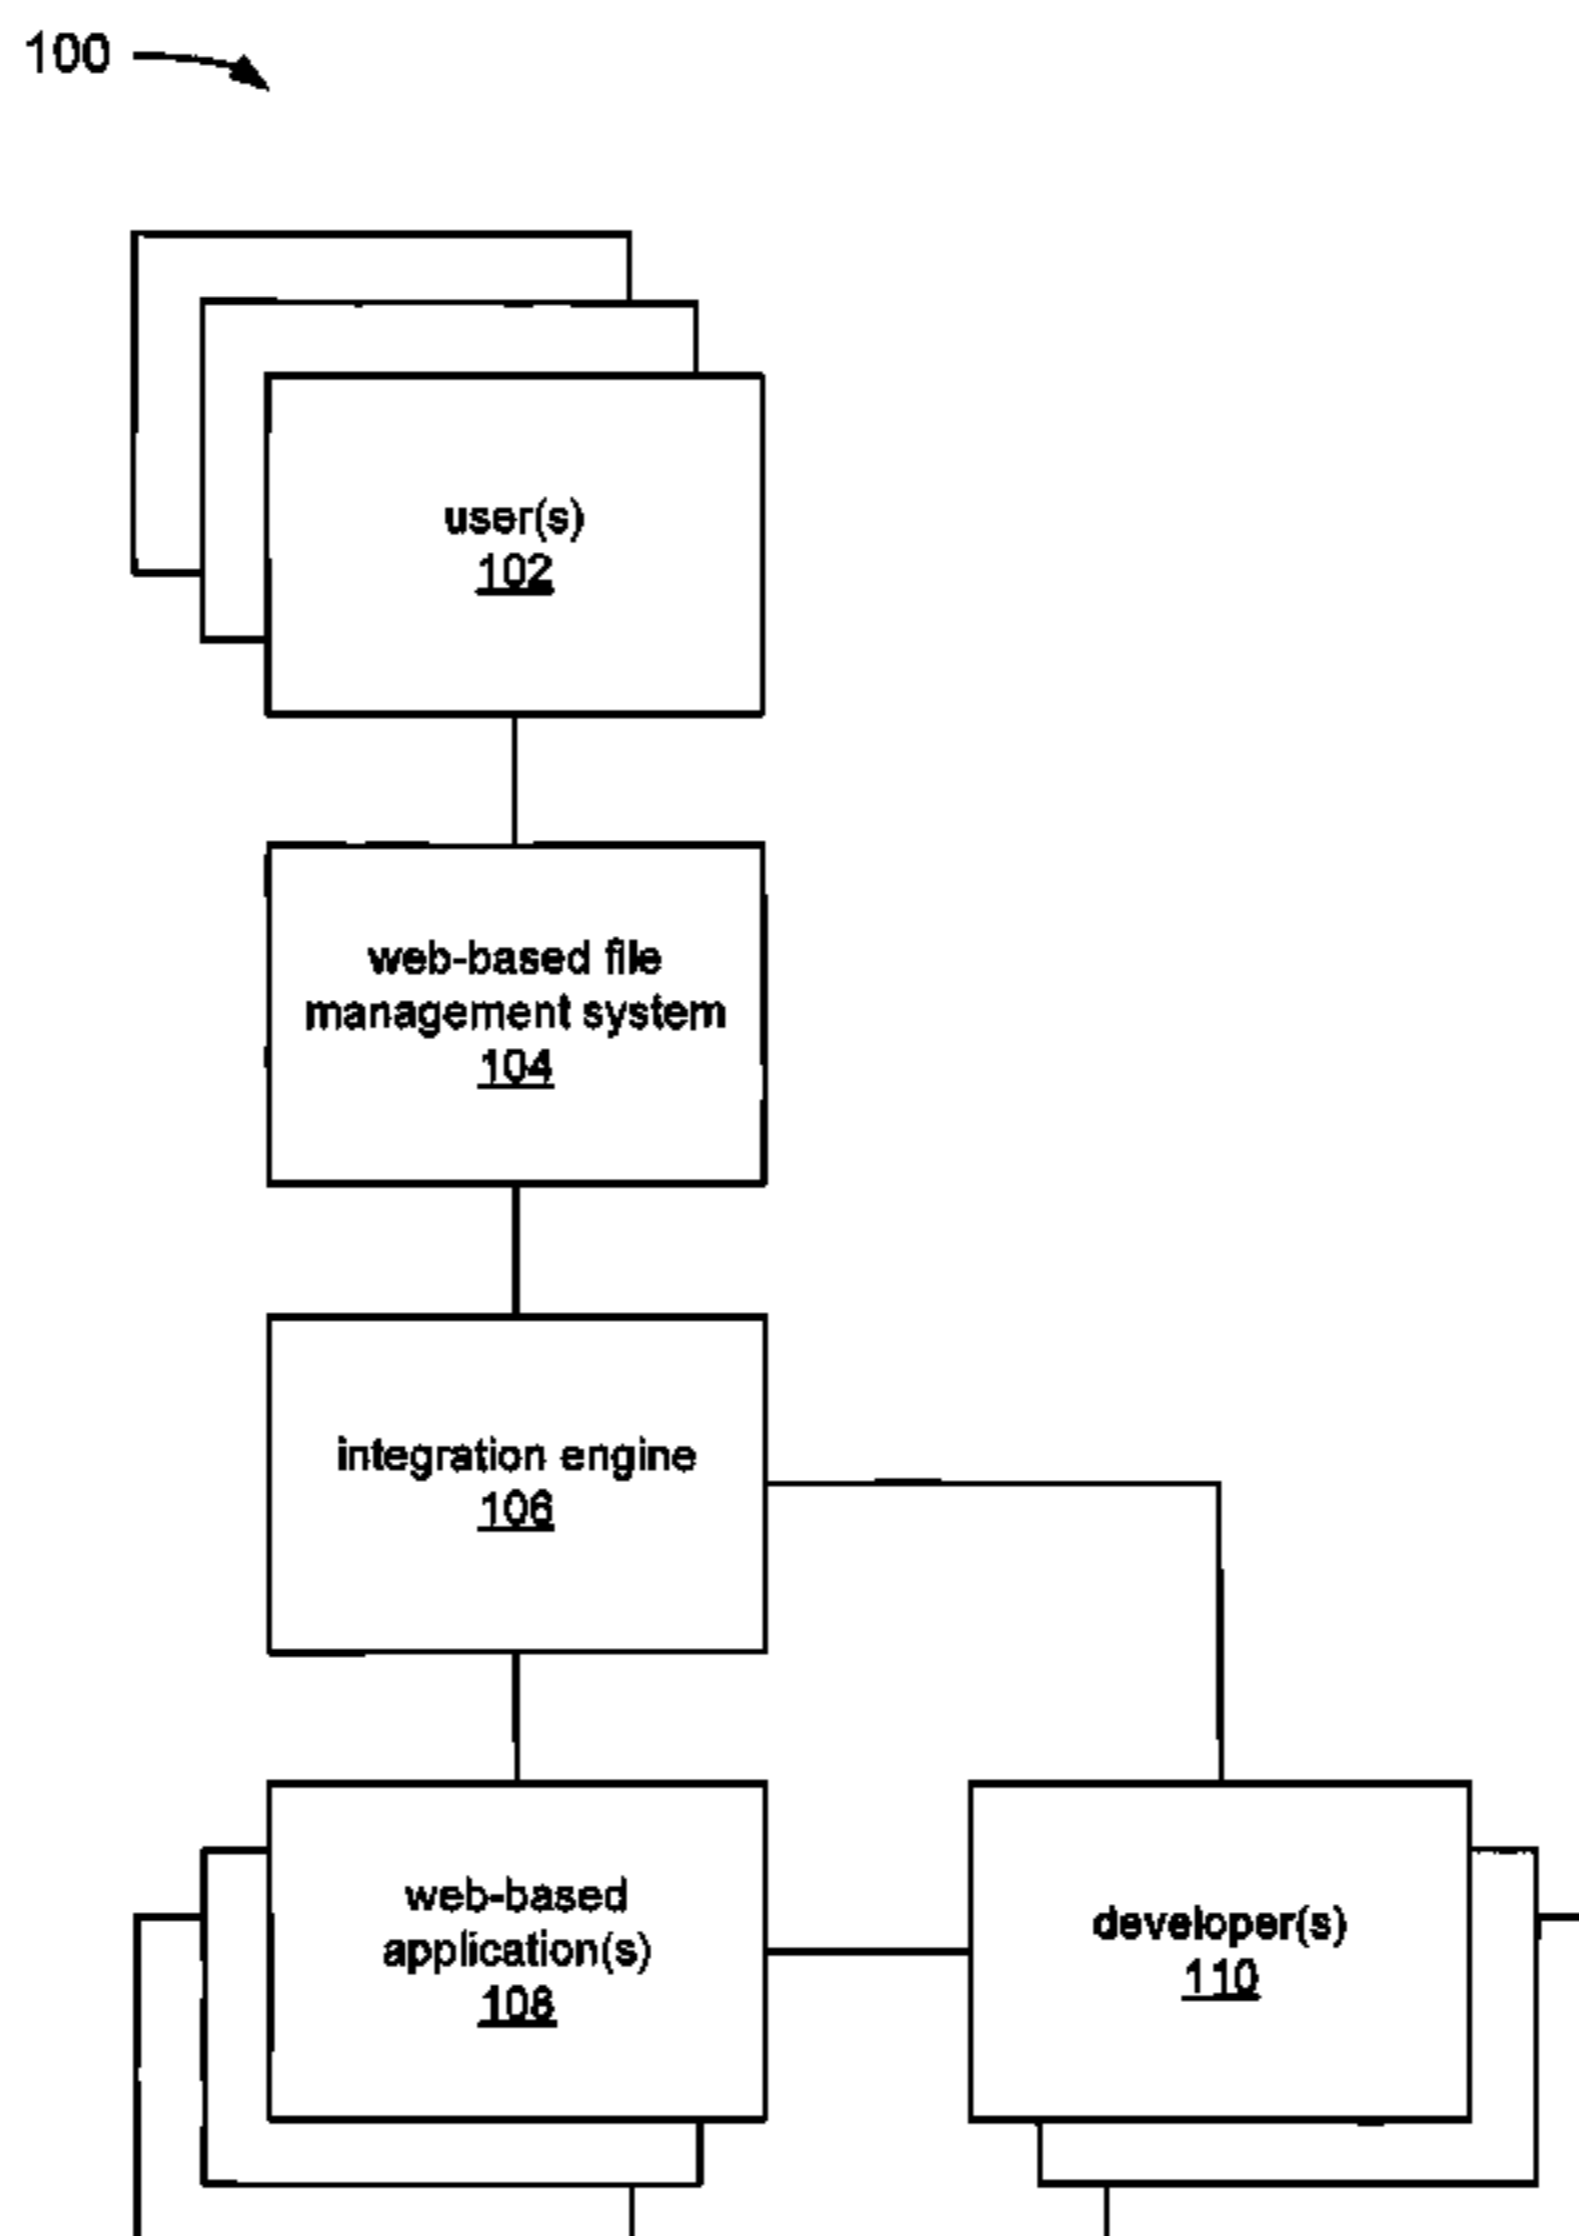 100
user(s)
102
web-based file
management system
104
integration engine
106
web-based
application(s)
108
developer(s)
110